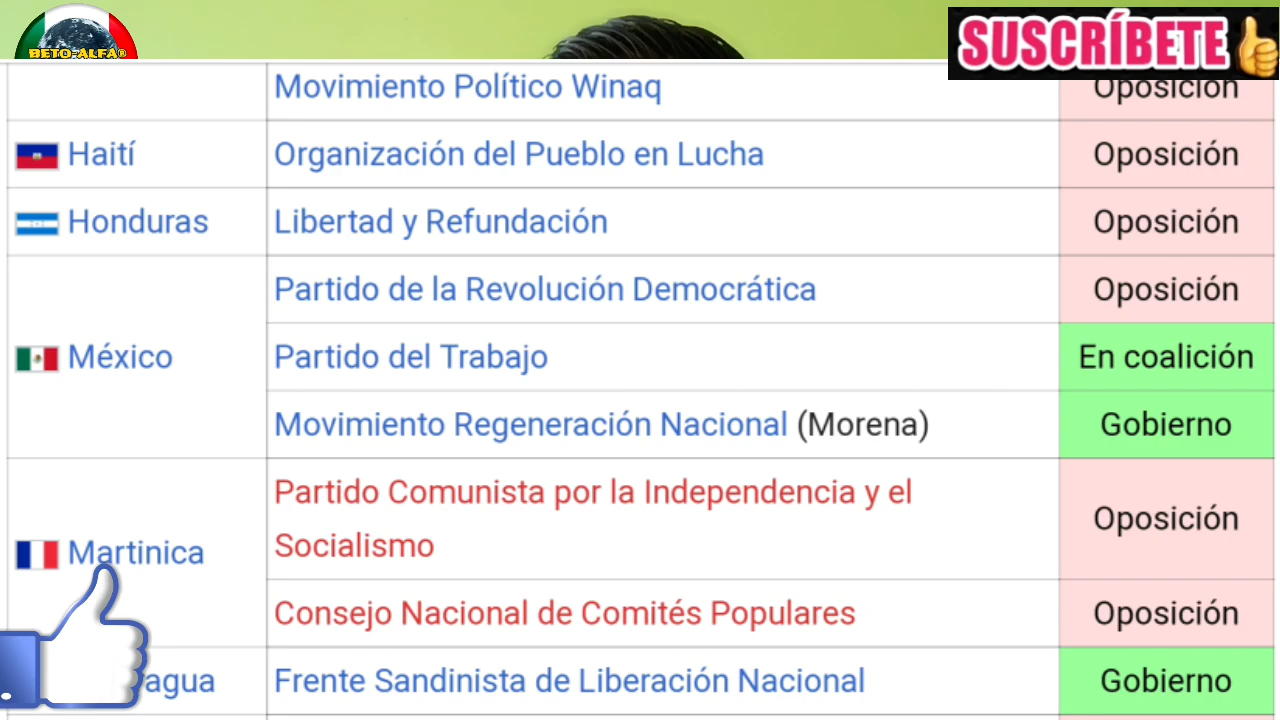 BETO-ALFA®
SUSCRÍBETE
Movimiento Político Winaq
Oposición
Haití
Organización del Pueblo en Lucha
Oposición
Honduras
Libertad y Refundación
Oposición
México
Partido de la Revolución Democrática
Oposición
Partido del Trabajo
En coalición
Movimiento Regeneración Nacional (Morena)
Gobierno
Martinica
Partido Comunista por la Independencia y el
Socialismo
Oposición
Consejo Nacional de Comités Populares
Oposición
agua
Frente Sandinista de Liberación Nacional
Gobierno